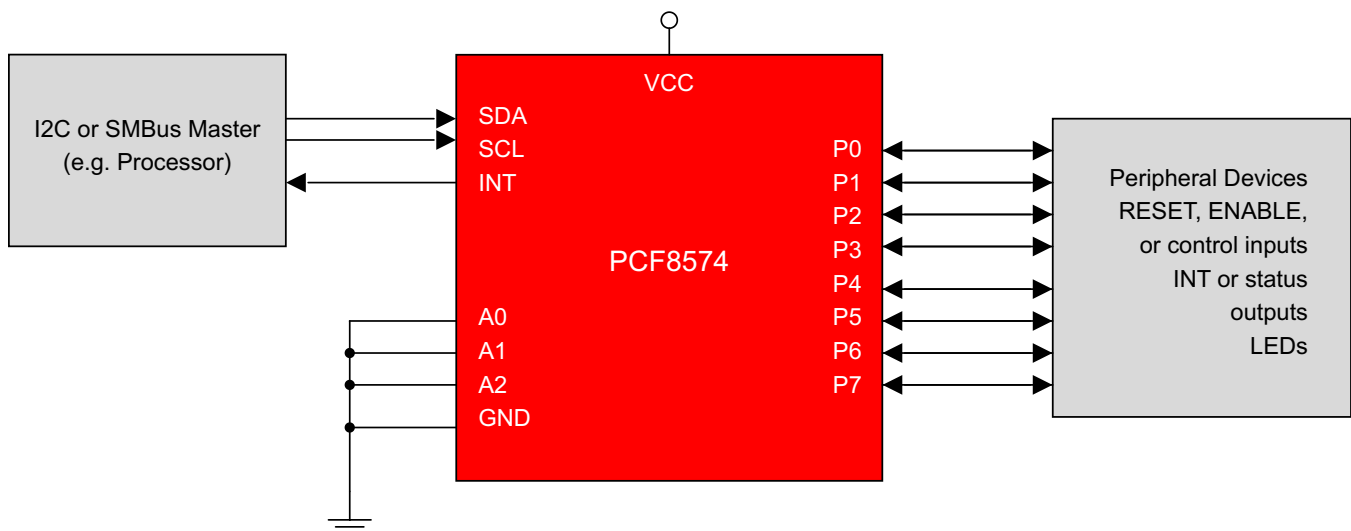 I2C or SMBus Master
(e.g. Processor)
VCC
SDA
SCL
INT
A0
A1
A2
GND
PCF8574
P0
P1
P2
P3
P4
P5
P6
P7
Peripheral Devices
RESET, ENABLE,
or control inputs
INT or status
outputs
LEDs